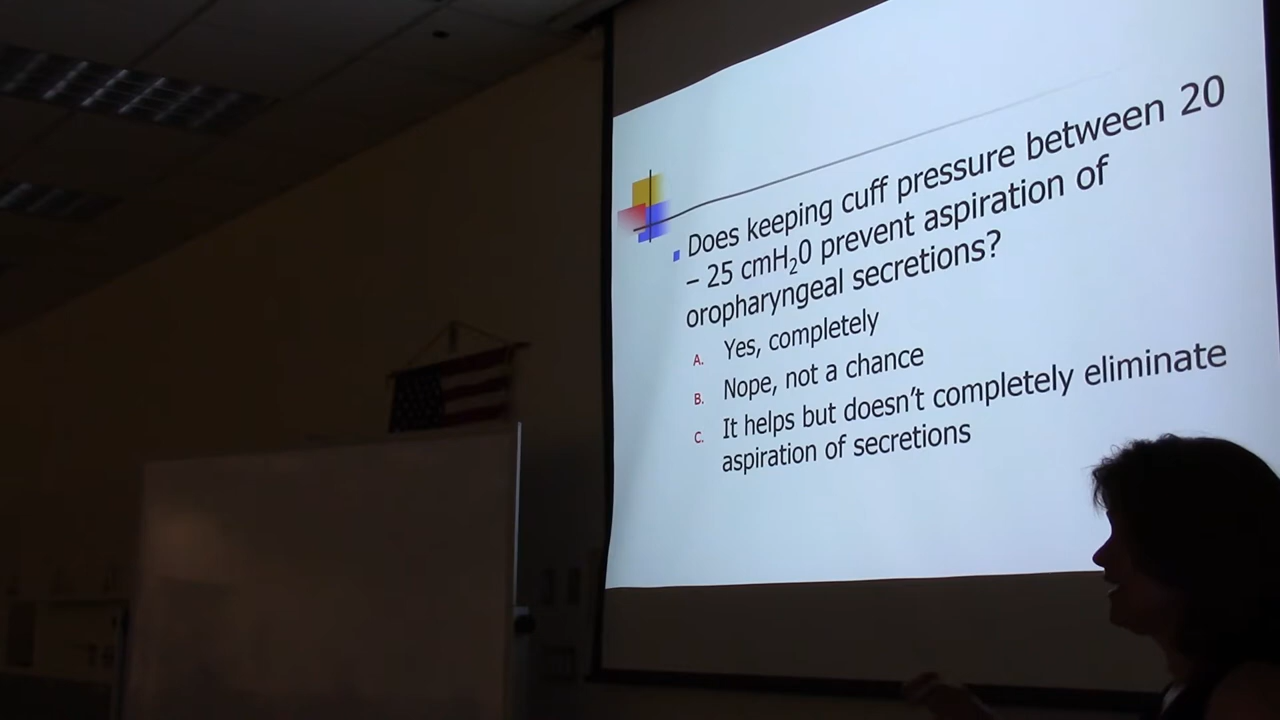 Does keeping cuff pressure between 20
– 25 cmH₂0 prevent aspiration of
oropharyngeal secretions?
A. Yes, completely
B. Nope, not a chance
C. It helps but doesn't completely eliminate
aspiration of secretions